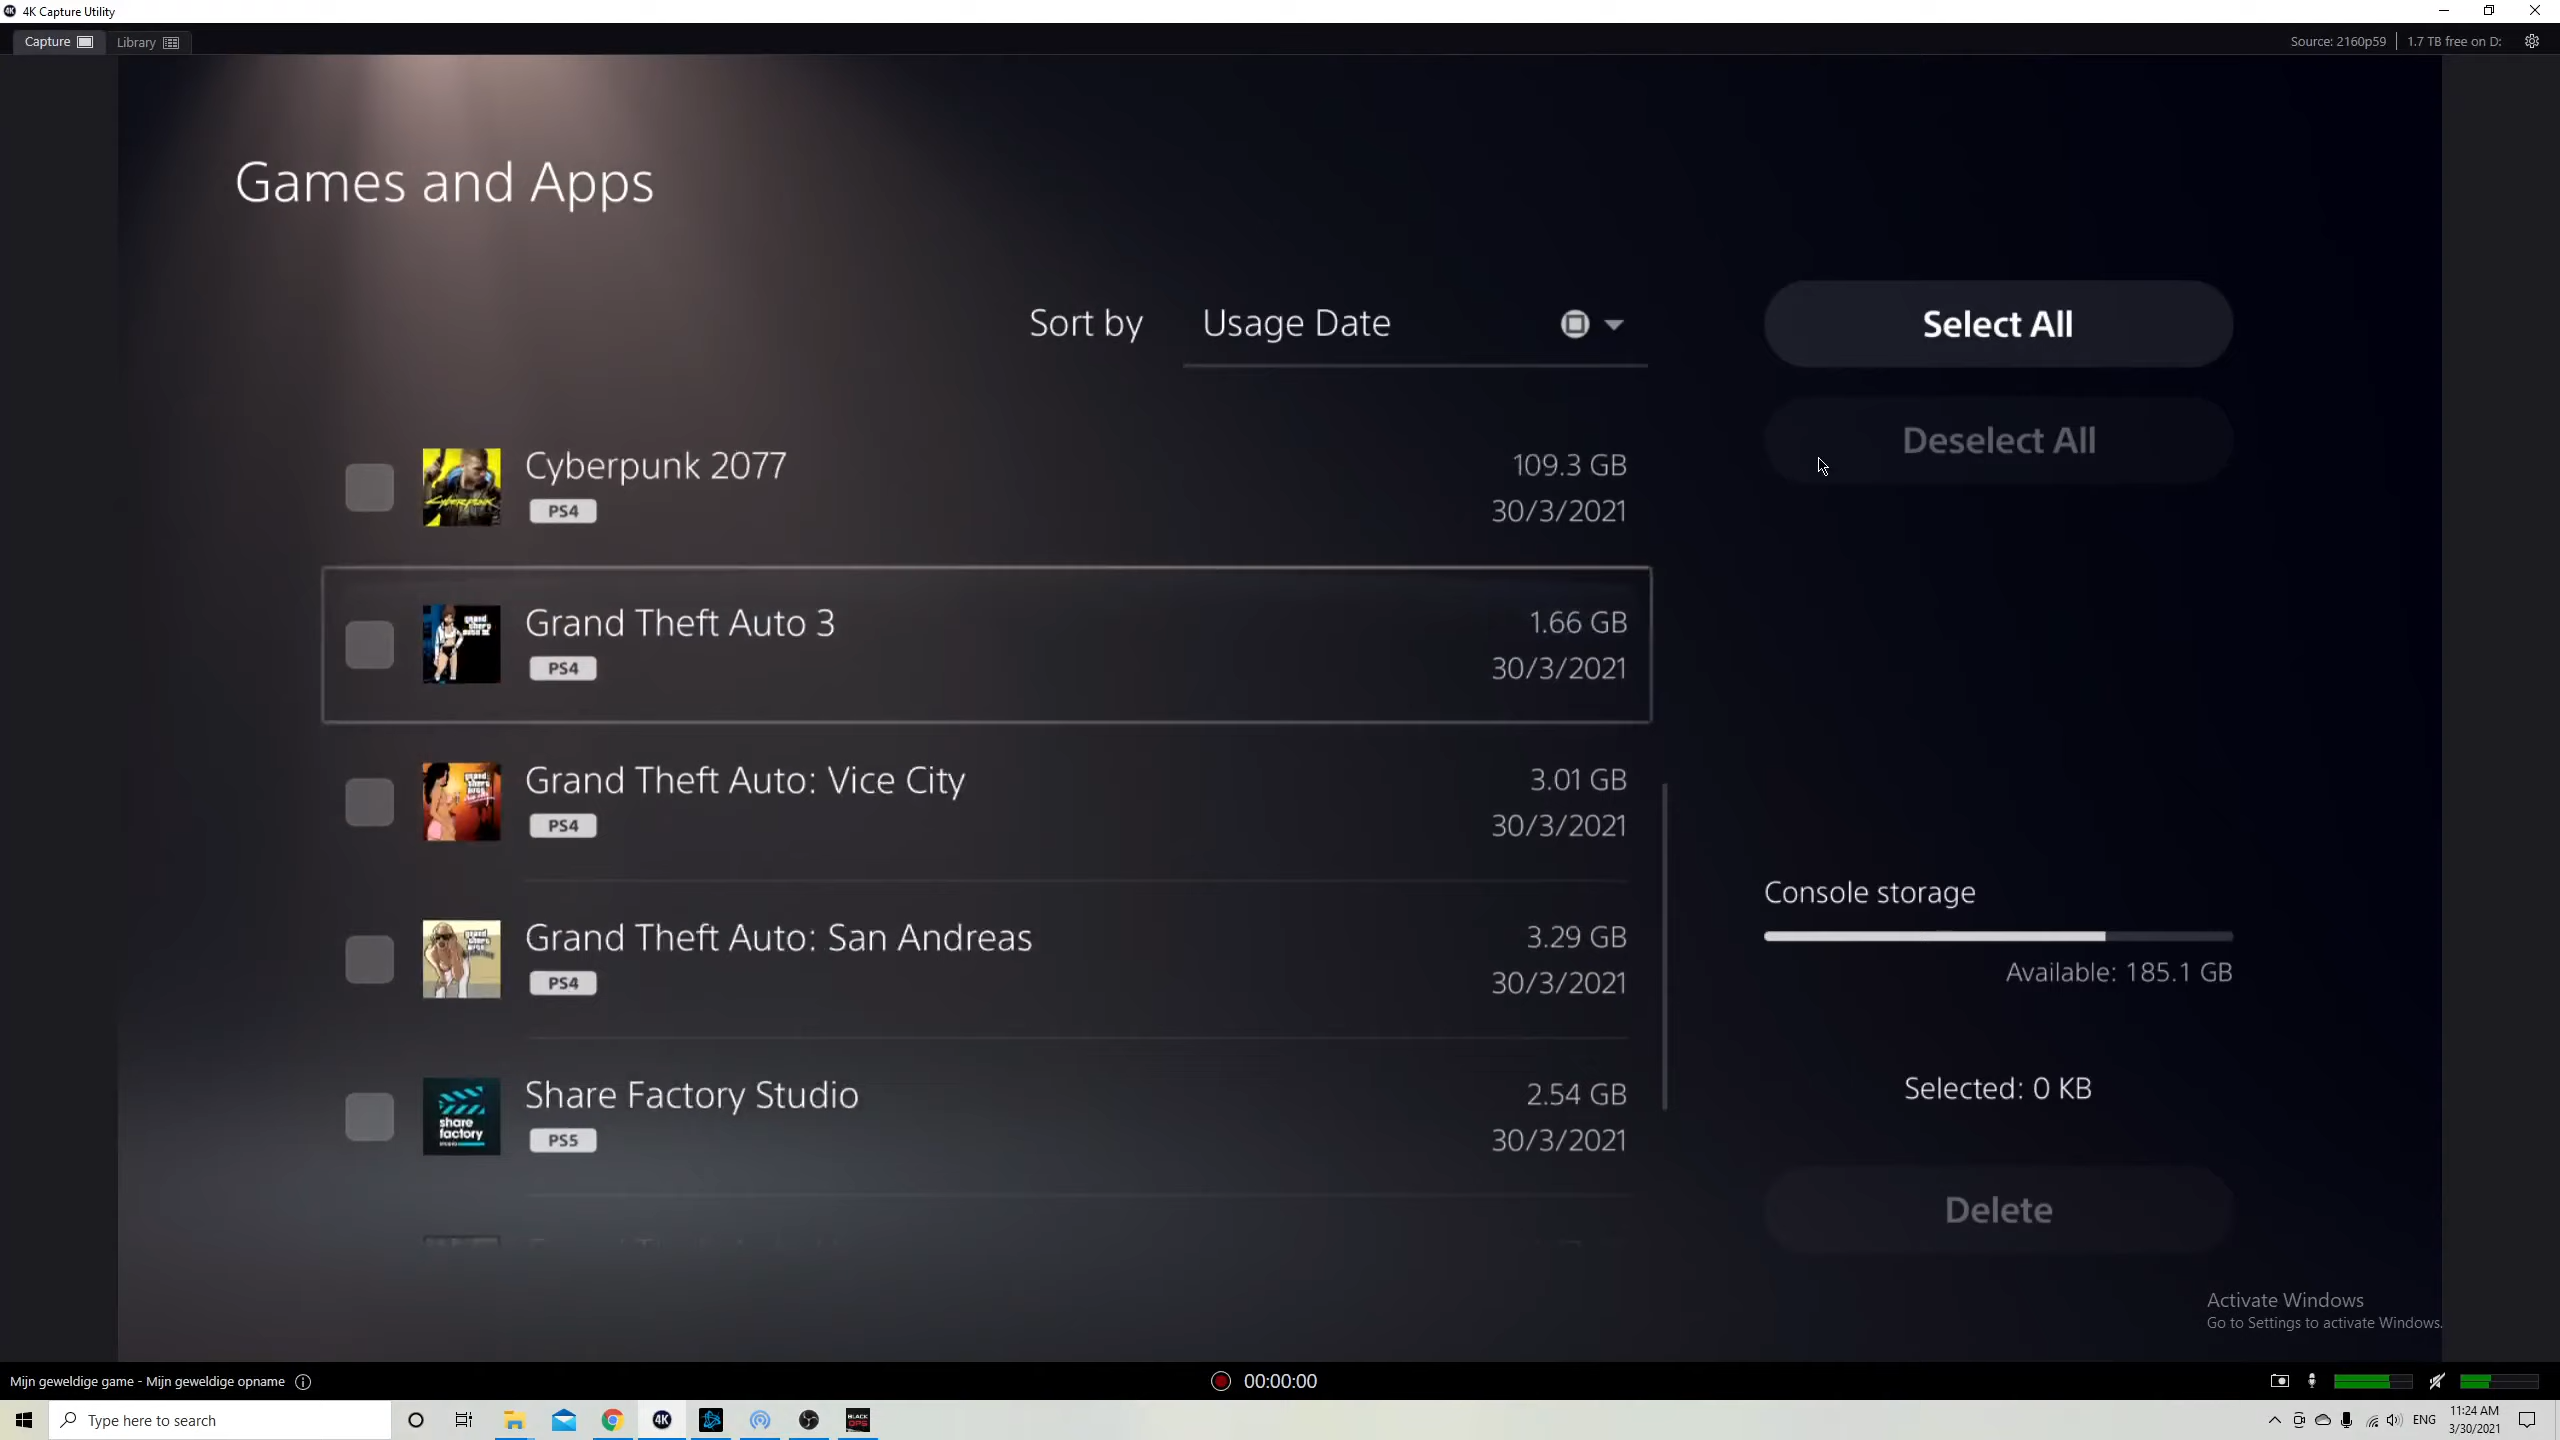 4K Capture Utility
Capture
Library
Source: 2160p59
1.7 TB free on D:
Games and Apps
Sort by
Usage Date
Select All
Deselect All
Cyberpunk 2077
109.3 GB
PS4
30/3/2021
Grand Theft Auto 3
1.66 GB
PS4
30/3/2021
Grand Theft Auto: Vice City
3.01 GB
PS4
30/3/2021
Grand Theft Auto: San Andreas
3.29 GB
PS4
30/3/2021
Share Factory Studio
2.54 GB
PS5
30/3/2021
share
factory
Console storage
Available: 185.1 GB
Selected: 0 KB
Delete
Activate Windows
Go to Settings to activate Windows.
Mijn geweldige game - Mijn geweldige opname
00:00:00
Type here to search
4K
BLACK
OPS
ENG
11:24 AM
3/30/2021